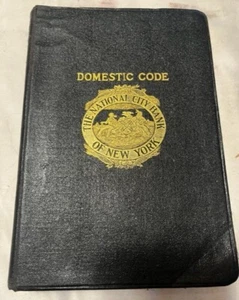 DOMESTIC CODE
THE NATIONAL CITY BANK
OF NEW YORK